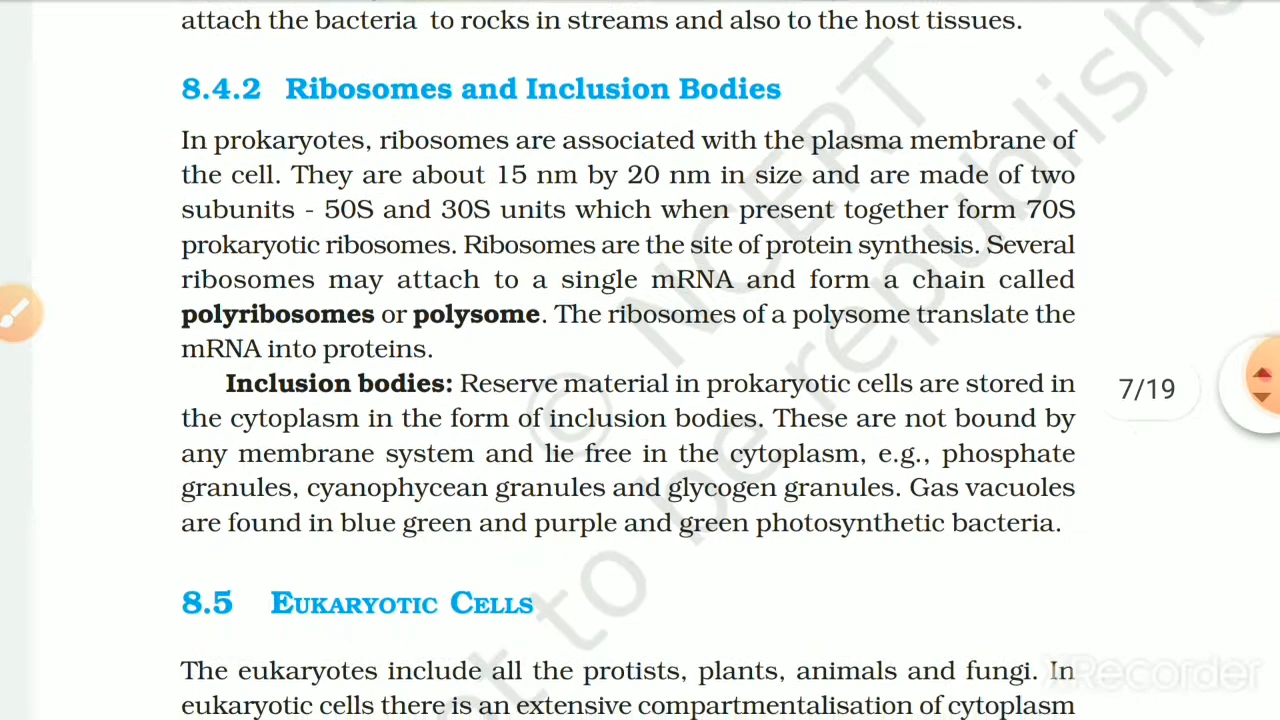 attach the bacteria to rocks in streams and also to the host tissues.
8.4.2 Ribosomes and Inclusion Bodies
In prokaryotes, ribosomes are associated with the plasma membrane of
the cell. They are about 15 nm by 20 nm in size and are made of two
subunits - 50S and 30S units which when present together form 70S
prokaryotic ribosomes. Ribosomes are the site of protein synthesis. Several
ribosomes may attach to a single mRNA and form a chain called
polyribosomes or polysome. The ribosomes of a polysome translate the
mRNA into proteins.
Inclusion bodies: Reserve material in prokaryotic cells are stored in
the cytoplasm in the form of inclusion bodies. These are not bound by
any membrane system and lie free in the cytoplasm, e.g., phosphate
granules, cyanophycean granules and glycogen granules. Gas vacuoles
are found in blue green and purple and green photosynthetic bacteria.
7/19
8.5 EUKARYOTIC CELLS
The eukaryotes include all the protists, plants, animals and fungi. In
eukaryotic cells there is an extensive compartmentalisation of cytoplasm
© NCERT
not to be republished
XRecorder